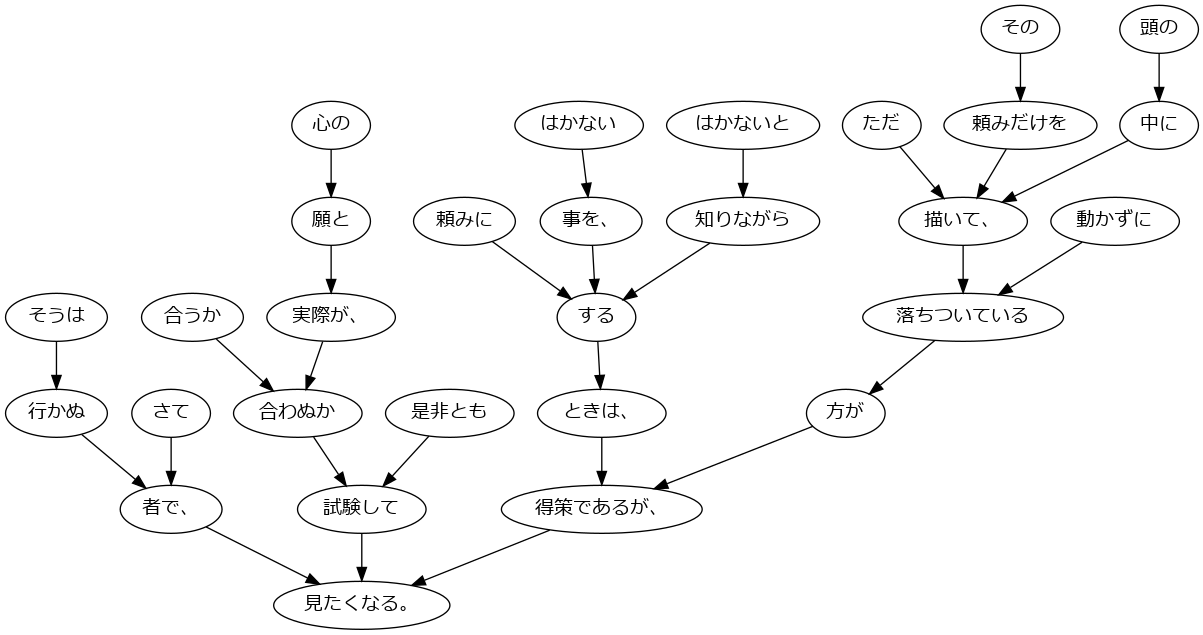 その 頭の
心の はかない はかないと ただ 頼みだけを 中に
願と 頼みに 事を、 知りながら 描いて、 動かずに
そうは 合うか 実際が、 する 落ちついている
行かぬ さて 合わぬか 是非とも ときは、 方が
者で、 試験して 得策であるが、
見たくなる。